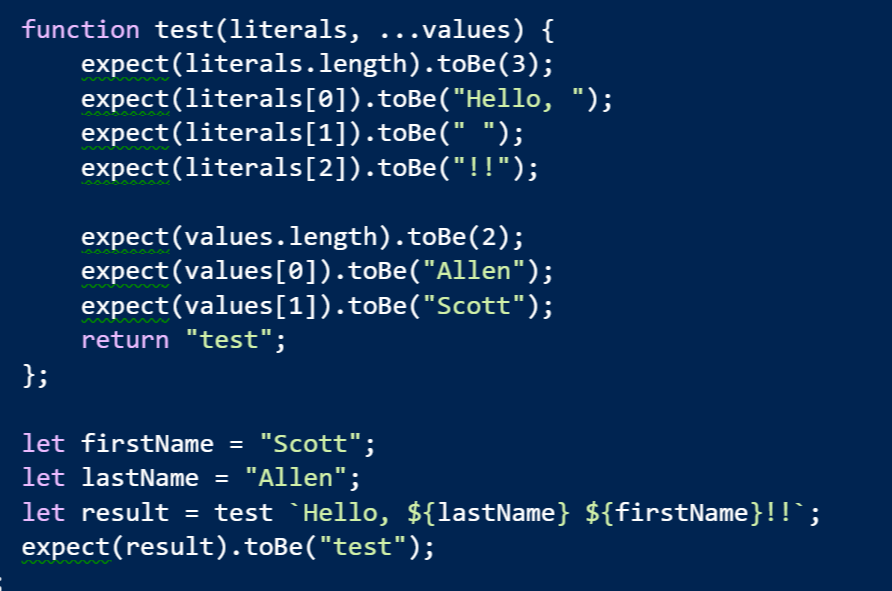 function test(literals, ...values) {
    expect(literals.length).toBe(3);
    expect(literals[0]).toBe("Hello, ");
    expect(literals[1]).toBe(" ");
    expect(literals[2]).toBe("!!");

    expect(values.length).toBe(2);
    expect(values[0]).toBe("Allen");
    expect(values[1]).toBe("Scott");
    return "test";
};

let firstName = "Scott";
let lastName = "Allen";
let result = test `Hello, ${lastName} ${firstName}!!`;
expect(result).toBe("test");